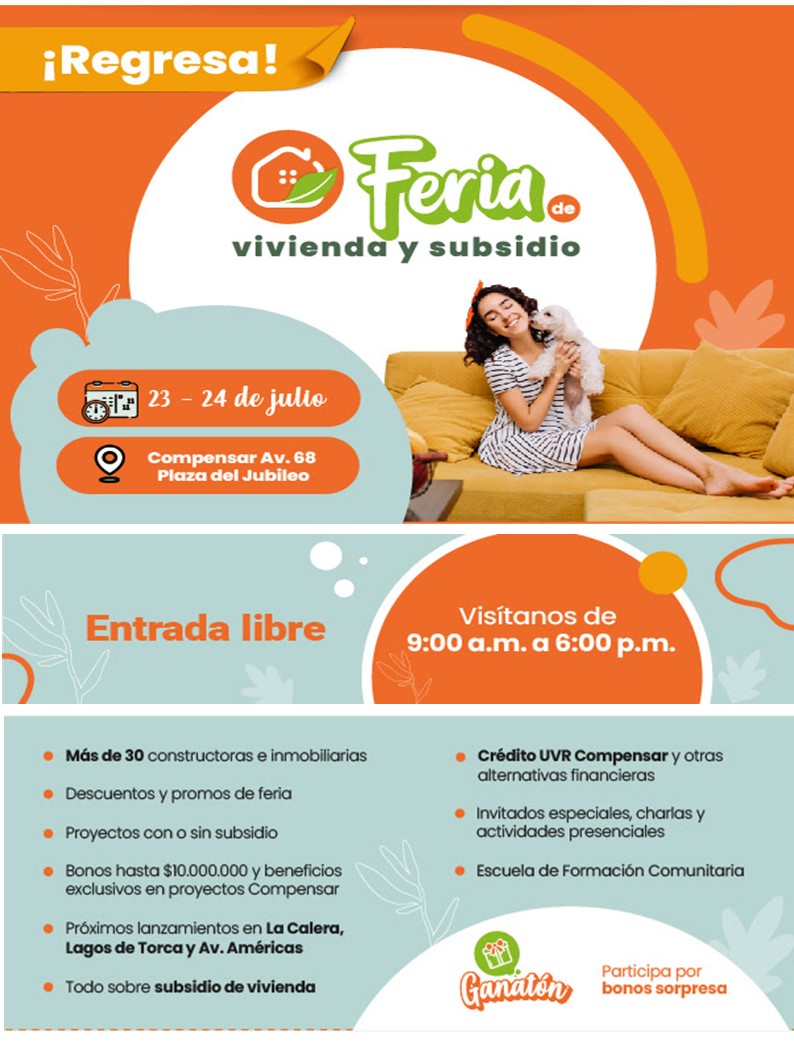 ¡Regresa!
Feria de
vivienda y subsidio
23 - 24 de julio
Compensar Av. 68
Plaza del Jubileo
Entrada libre
Visítanos de
9:00 a.m. a 6:00 p.m.
Más de 30 constructoras e inmobiliarias
Descuentos y promos de feria
Proyectos con o sin subsidio
Bonos hasta $10.000.000 y beneficios
exclusivos en proyectos Compensar
Próximos lanzamientos en La Calera,
Lagos de Torca y Av. Américas
Todo sobre subsidio de vivienda
Crédito UVR Compensar y otras
alternativas financieras
Invitados especiales, charlas y
actividades presenciales
Escuela de Formación Comunitaria
Ganatón
Participa por
bonos sorpresa